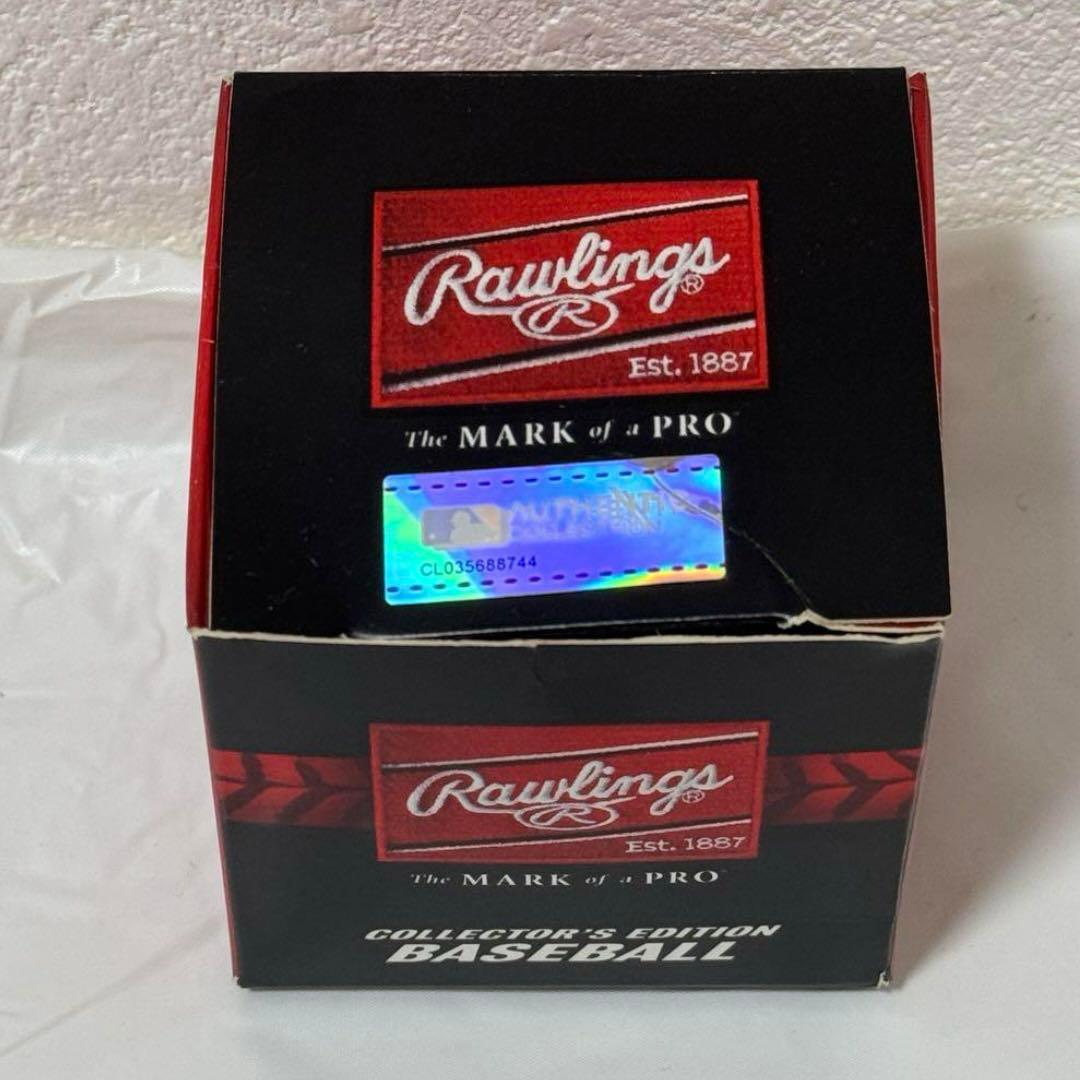 Rawlings®
R
Est. 1887
The MARK of a PRO
CL035688744
Rawlings®
R
Est. 1887
The MARK of a PRO
COLLECTOR'S EDITION
BASEBALL